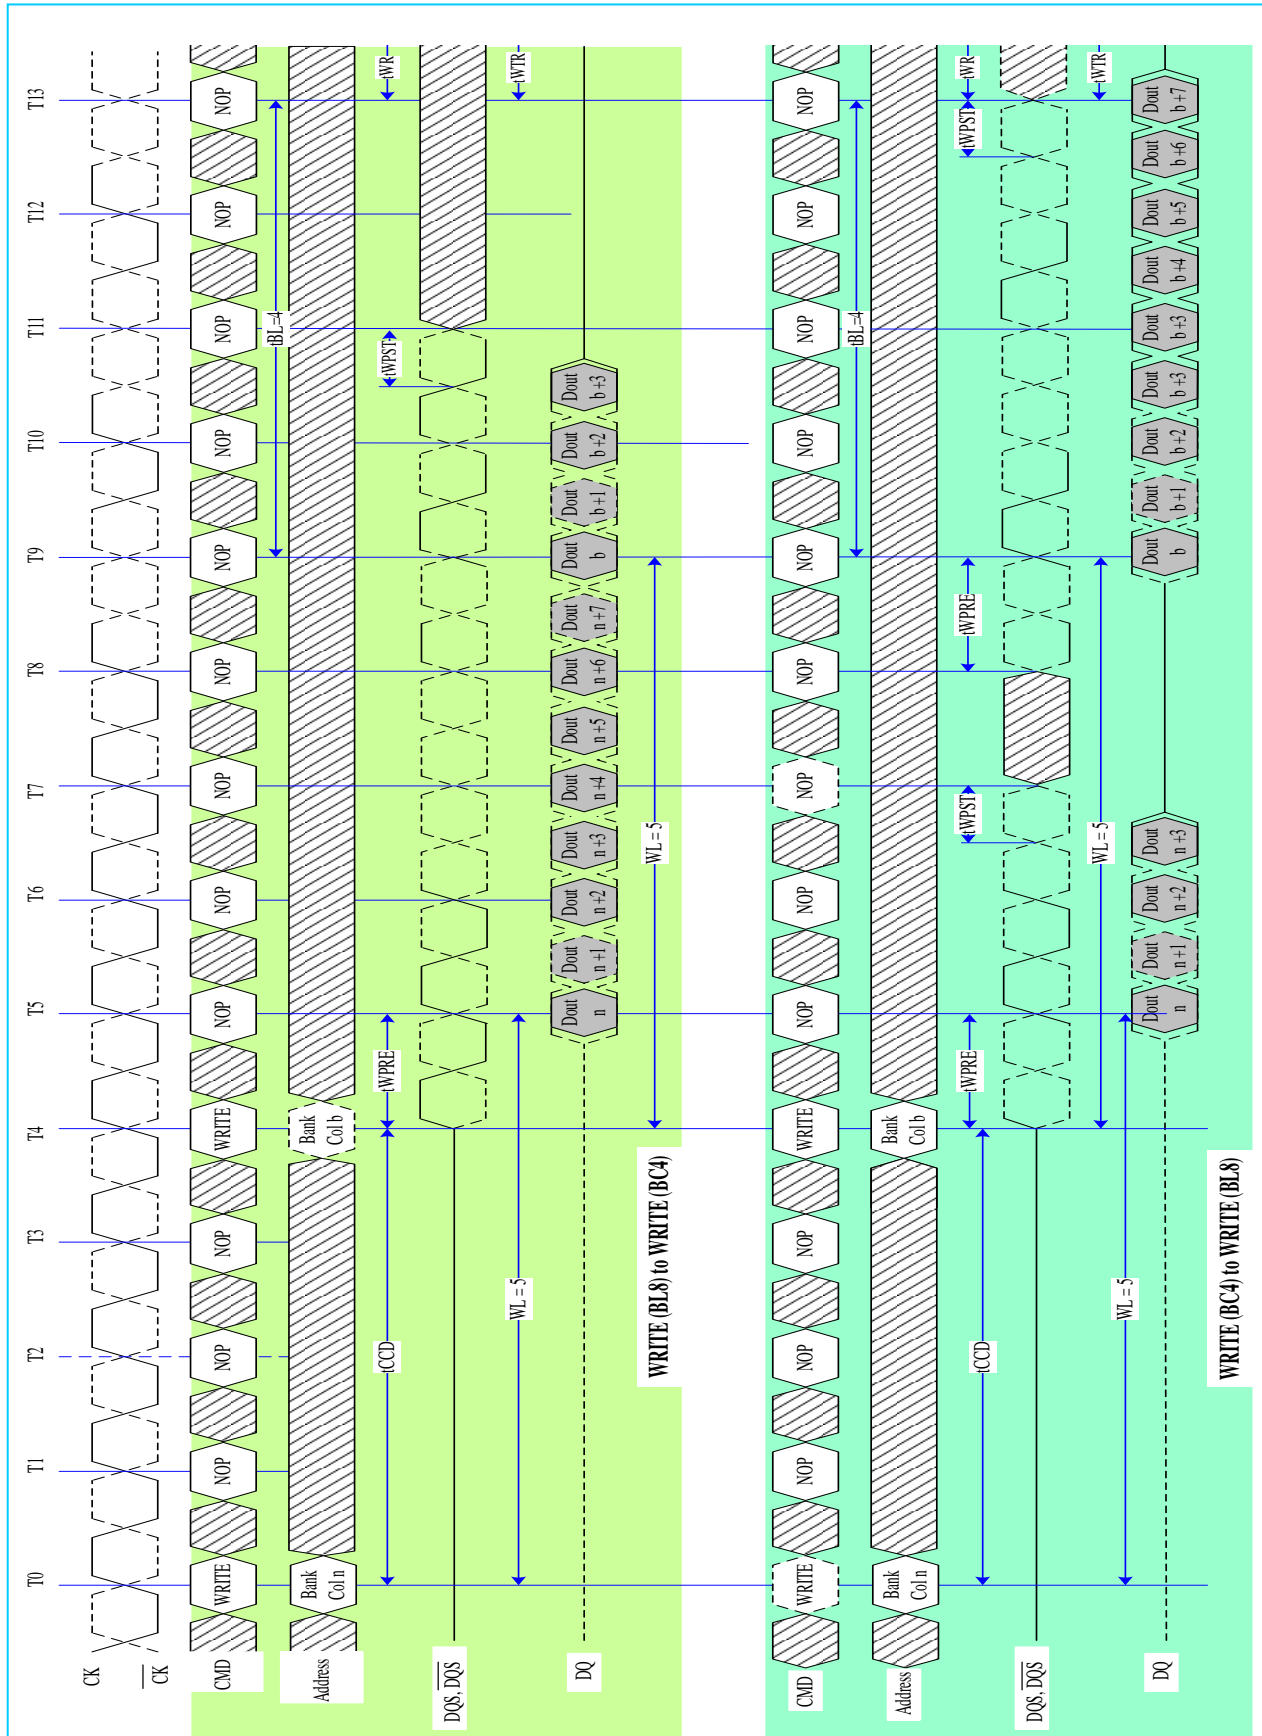 T0 T1 T2 T3 T4 T5 T6 T7 T8 T9 T10 T11 T12 T13
CK
CK
CMD WRITE NOP NOP NOP WRITE NOP NOP NOP NOP NOP NOP NOP NOP NOP
tBL=4
Bank Bank
Address Col n Col b
tCCD tWPRE tWPST tWR
DQS, DQS
WL = 5 tWTR
Dout Dout Dout Dout Dout Dout Dout Dout Dout Dout Dout Dout
DQ n n+1 n+2 n+3 n+4 n+5 n+6 n+7 b b+1 b+2 b+3
WL = 5
WRITE (BL8) to WRITE (BC4)
CMD WRITE NOP NOP NOP WRITE NOP NOP NOP NOP NOP NOP NOP NOP NOP
tBL=4
Bank Bank
Address Col n Col b
tCCD tWPRE tWPST tWPRE tWPST tWR
DQS, DQS
WL = 5 tWTR
WL = 5
Dout Dout Dout Dout Dout Dout Dout Dout Dout Dout Dout Dout Dout
DQ n n+1 n+2 n+3 b b+1 b+2 b+3 b+3 b+4 b+5 b+6 b+7
WRITE (BC4) to WRITE (BL8)